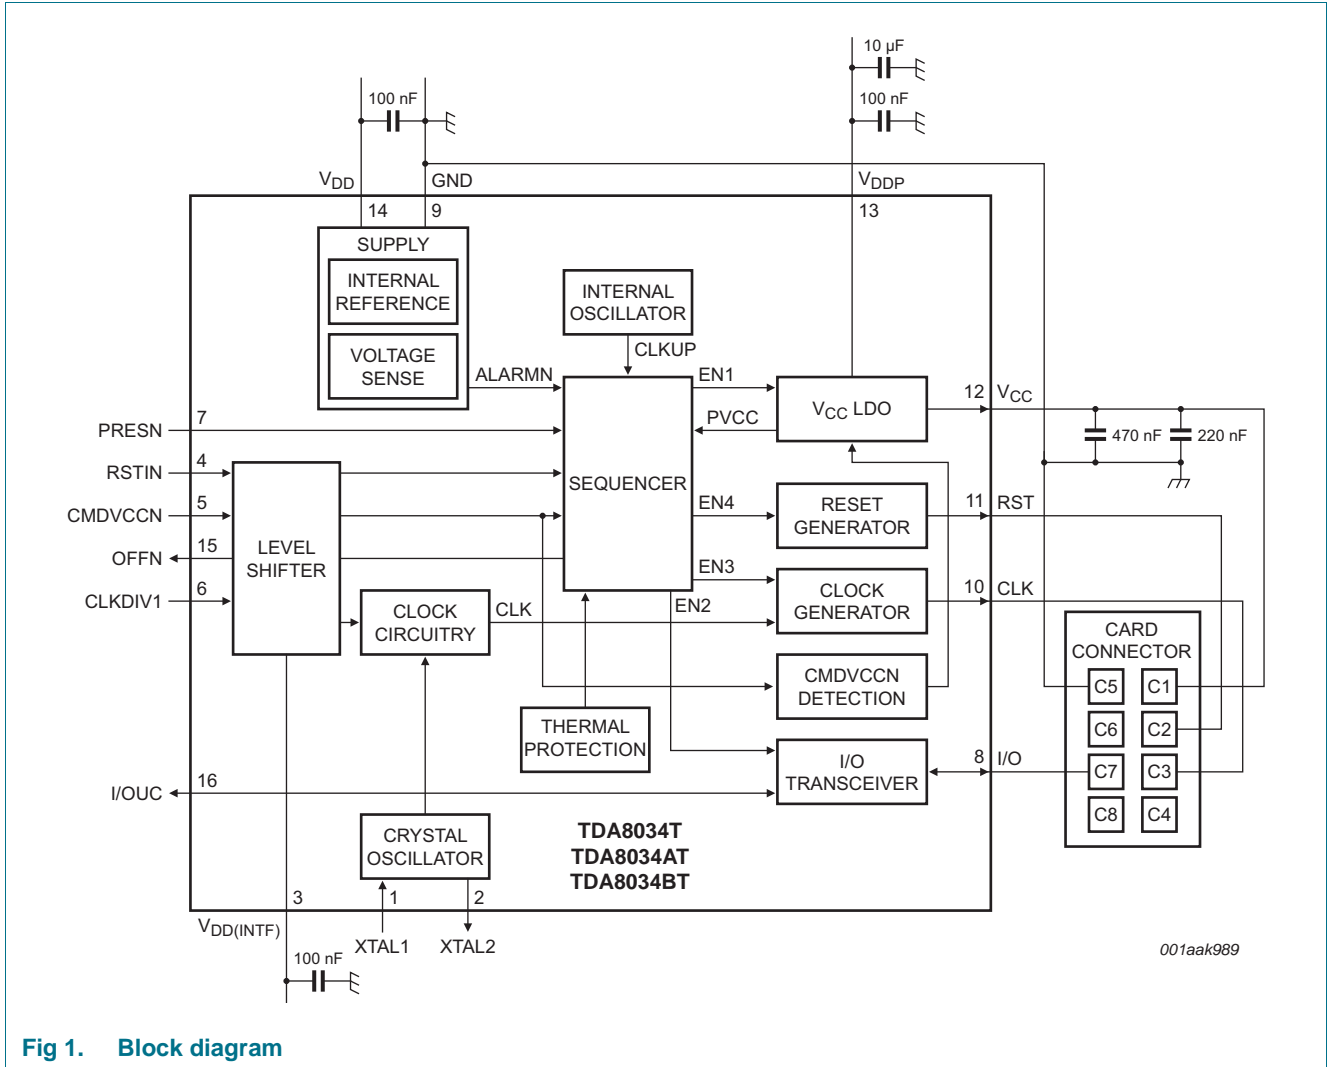 10 µF
100 nF
100 nF
VDD
GND
VDDP
14
9
13
SUPPLY
INTERNAL
REFERENCE
VOLTAGE
SENSE
INTERNAL
OSCILLATOR
CLKUP
ALARMN
EN1
VCC LDO
12
VCC
PVCC
470 nF
220 nF
PRESN
7
RSTIN
4
CMDVCCN
5
OFFN
15
CLKDIV1
6
LEVEL
SHIFTER
SEQUENCER
EN4
RESET
GENERATOR
11
RST
EN3
EN2
CLOCK
GENERATOR
10
CLK
CLOCK
CIRCUITRY
CLK
CARD
CONNECTOR
C5
C1
C6
C2
C7
C3
C8
C4
CMDVCCN
DETECTION
THERMAL
PROTECTION
I/O
TRANSCEIVER
8
I/O
I/OUC
16
CRYSTAL
OSCILLATOR
TDA8034T
TDA8034AT
TDA8034BT
3
1
2
VDD(INTF)
XTAL1
XTAL2
100 nF
001aak989
Fig 1. Block diagram